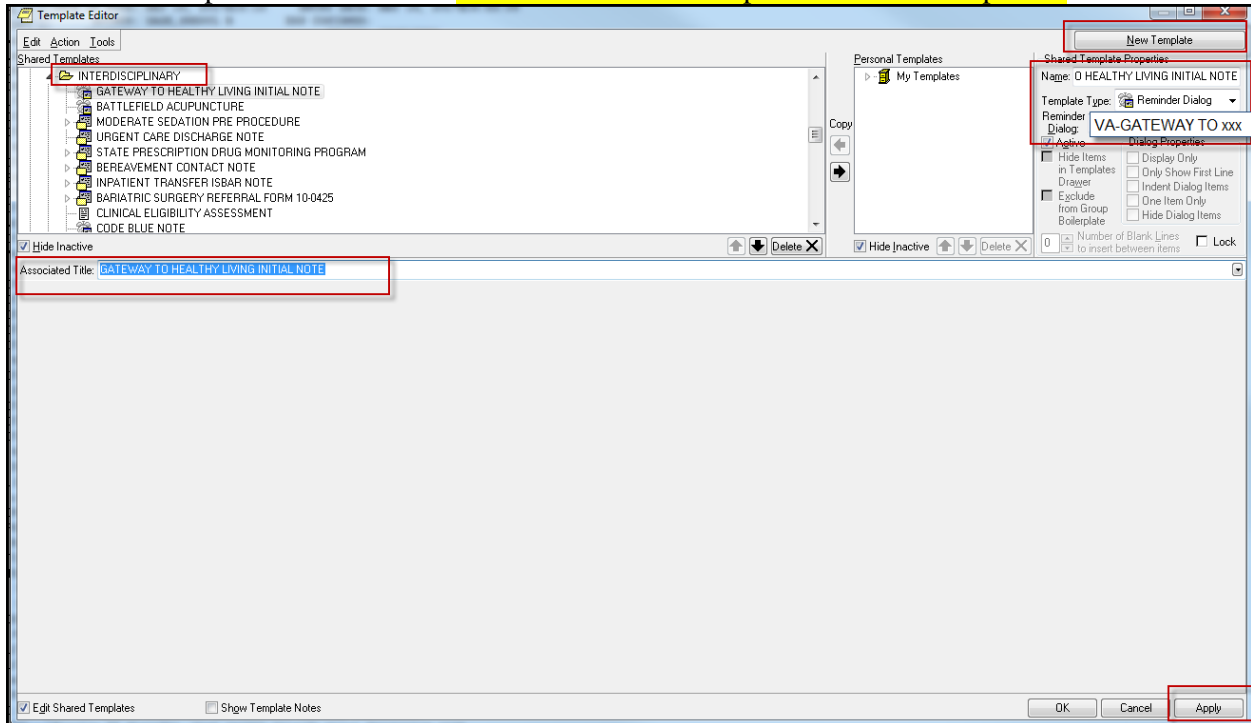 Template Editor
Edit Action Tools
New Template
Shared Templates
Personal Templates
Shared Template Properties
INTERDISCIPLINARY
GATEWAY TO HEALTHY LIVING INITIAL NOTE
BATTLEFIELD ACUPUNCTURE
MODERATE SEDATION PRE PROCEDURE
URGENT CARE DISCHARGE NOTE
STATE PRESCRIPTION DRUG MONITORING PROGRAM
BEREAVEMENT CONTACT NOTE
INPATIENT TRANSFER ISBAR NOTE
BARIATRIC SURGERY REFERRAL FORM 10-0425
CLINICAL ELIGIBILITY ASSESSMENT
CODE BLUE NOTE
My Templates
Copy
Name: O HEALTHY LIVING INITIAL NOTE
Template Type: Reminder Dialog
Reminder Dialog: VA-GATEWAY TO xxx
Active
Dialog Properties
Hide Items in Templates Drawer
Exclude from Group Boilerplate
Display Only
Only Show First Line
Indent Dialog Items
One Item Only
Hide Dialog Items
Hide Inactive
Delete
Hide Inactive
Delete
0 Number of Blank Lines to insert between items
Lock
Associated Title: GATEWAY TO HEALTHY LIVING INITIAL NOTE
Edit Shared Templates
Show Template Notes
OK
Cancel
Apply